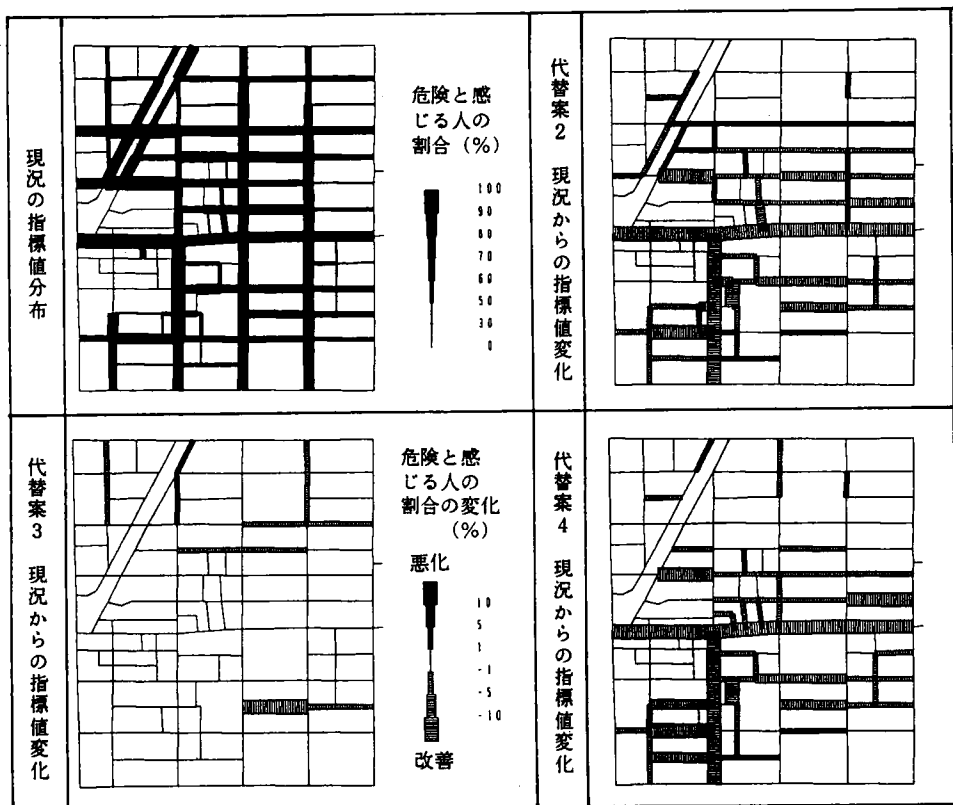 現況の指標値分布
危険と感
じる人の
割合（%）
100
90
80
70
60
50
30
0
代替案2　現況からの指標値変化
代替案3　現況からの指標値変化
危険と感
じる人の
割合の変化
（%）
悪化
10
5
1
-1
-5
-10
改善
代替案4　現況からの指標値変化